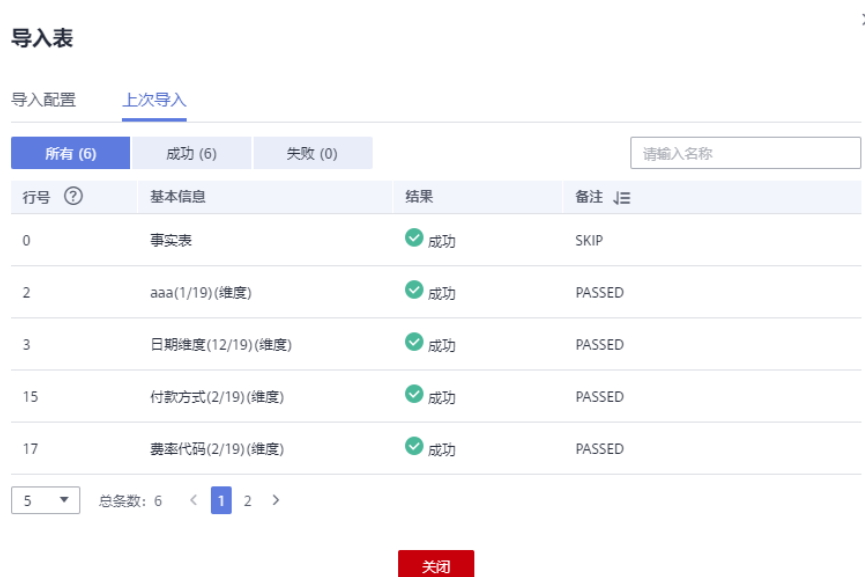 导入表
导入配置 上次导入
所有 (6) 成功 (6) 失败 (0) 请输入名称
行号 ? 基本信息 结果 备注
0 事实表 成功 SKIP
2 aaa(1/19)(维度) 成功 PASSED
3 日期维度(12/19)(维度) 成功 PASSED
15 付款方式(2/19)(维度) 成功 PASSED
17 费率代码(2/19)(维度) 成功 PASSED
5 总条数: 6 < 1 2 >
关闭